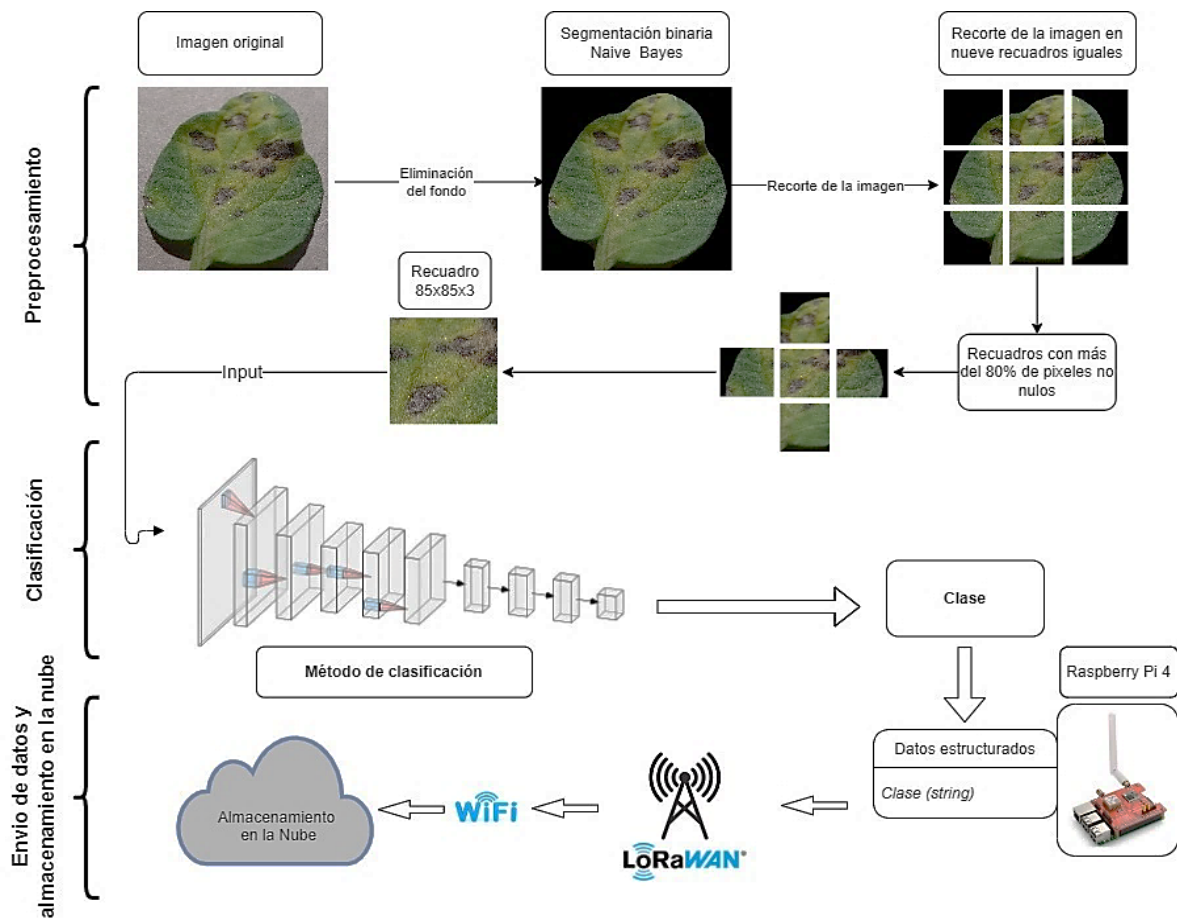 Imagen original
Segmentación binaria
Naive Bayes
Recorte de la imagen en
nueve recuadros iguales
Preprocesamiento
Eliminación
del fondo
Recorte de la imagen
Recuadro
85x85x3
Input
Recuadros con más
del 80% de pixeles no
nulos
Clasificación
Clase
Método de clasificación
Raspberry Pi 4
Envio de datos y
almacenamiento en la nube
Datos estructurados
Clase (string)
Almacenamiento
en la Nube
WiFi
LoRaWAN®